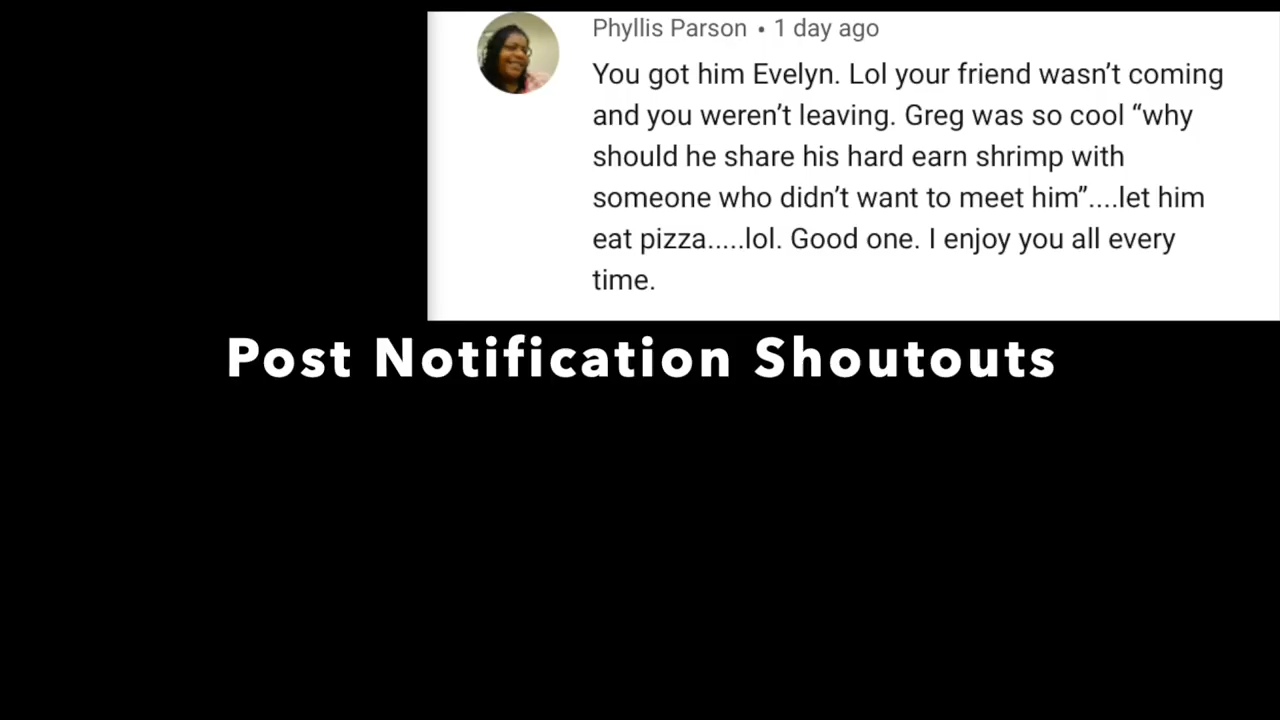 Phyllis Parson • 1 day ago
You got him Evelyn. Lol your friend wasn’t coming
and you weren’t leaving. Greg was so cool “why
should he share his hard earn shrimp with
someone who didn’t want to meet him”....let him
eat pizza.....lol. Good one. I enjoy you all every
time.
Post Notification Shoutouts